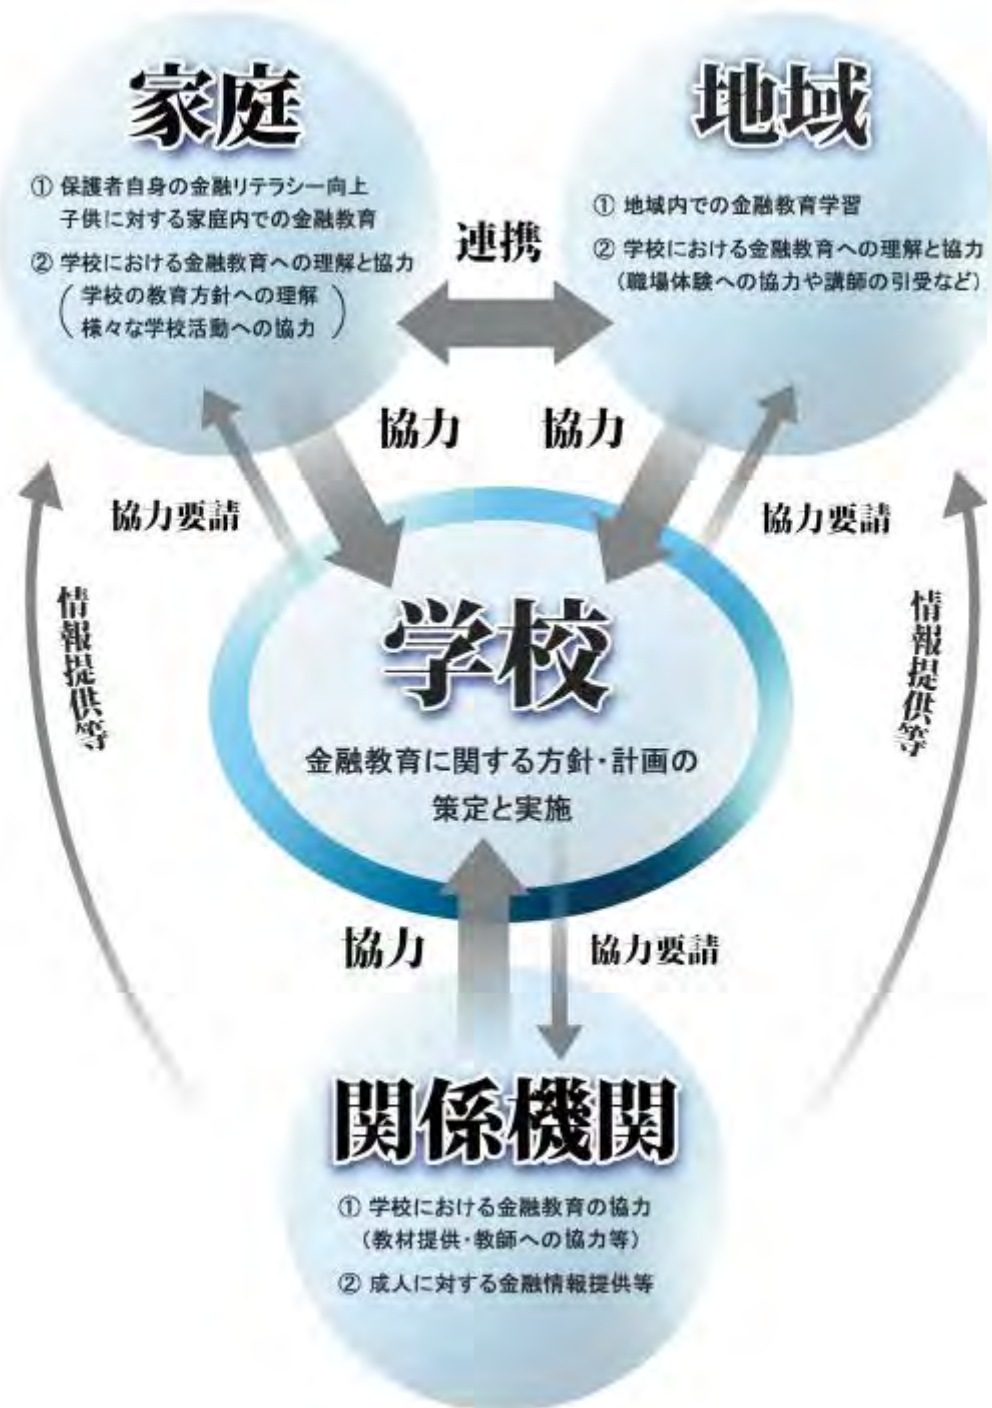 家庭
① 保護者自身の金融リテラシー向上
子供に対する家庭内での金融教育
② 学校における金融教育への理解と協力
(学校の教育方針への理解
様々な学校活動への協力)
地域
① 地域内での金融教育学習
② 学校における金融教育への理解と協力
(職場体験への協力や講師の引受など)
連携
協力
協力
協力要請
協力要請
情報提供等
情報提供等
学校
金融教育に関する方針・計画の
策定と実施
協力
協力要請
関係機関
① 学校における金融教育の協力
(教材提供・教師への協力等)
② 成人に対する金融情報提供等